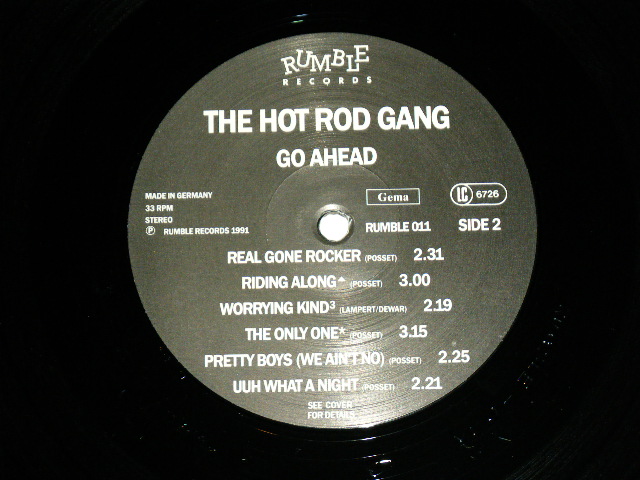 RUMBLE
RECORDS
THE HOT ROD GANG
GO AHEAD
MADE IN GERMANY
33 RPM
STEREO
Ⓟ RUMBLE RECORDS 1991
Gema
LC 6726
RUMBLE 011
SIDE 2
REAL GONE ROCKER (POSSET) 2.31
RIDING ALONG^ (POSSET) 3.00
WORRYING KIND³ (LAMPERT/DEWAR) 2.19
THE ONLY ONE* (POSSET) 3.15
PRETTY BOYS (WE AIN'T NO) (POSSET) 2.25
UUH WHAT A NIGHT (POSSET) 2.21
SEE COVER
FOR DETAILS